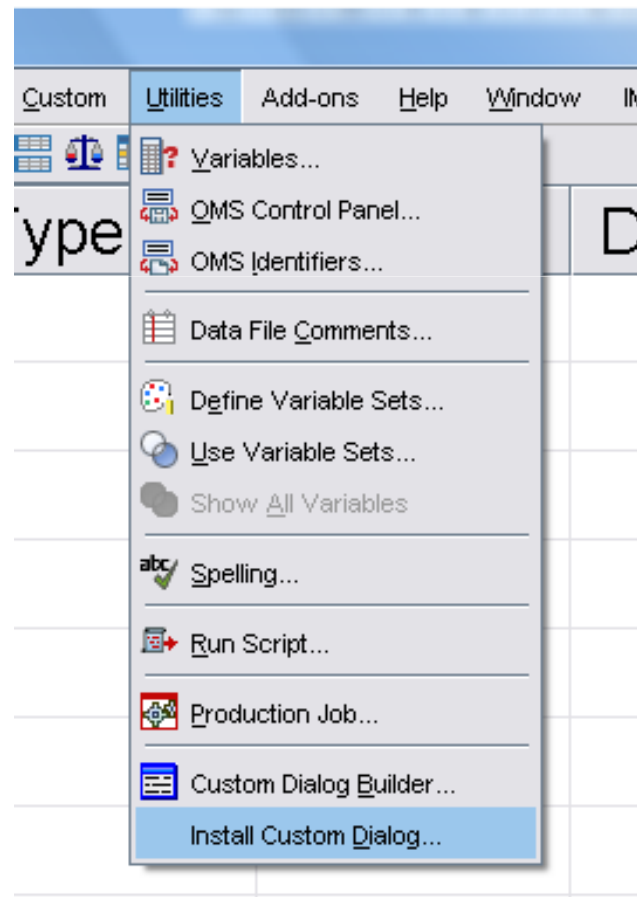 Custom Utilities Add-ons Help Window
Type
Variables...
OMS Control Panel...
OMS Identifiers...
Data File Comments...
Define Variable Sets...
Use Variable Sets...
Show All Variables
abc
Spelling...
Run Script...
Production Job...
Custom Dialog Builder...
Install Custom Dialog...